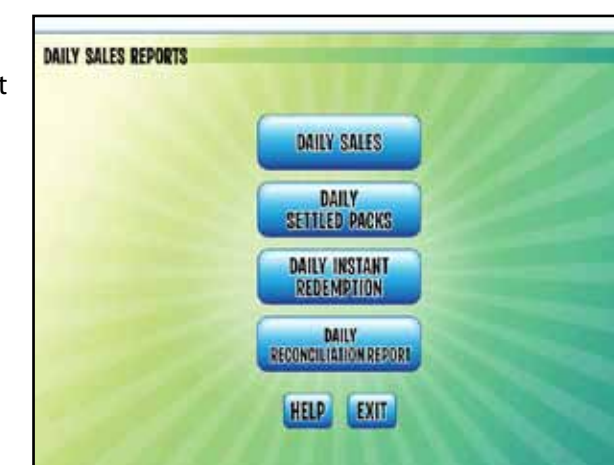 DAILY SALES REPORTS
t
DAILY SALES
DAILY
SETTLED PACKS
DAILY INSTANT
REDEMPTION
DAILY
RECONCILIATION REPORT
HELP EXIT